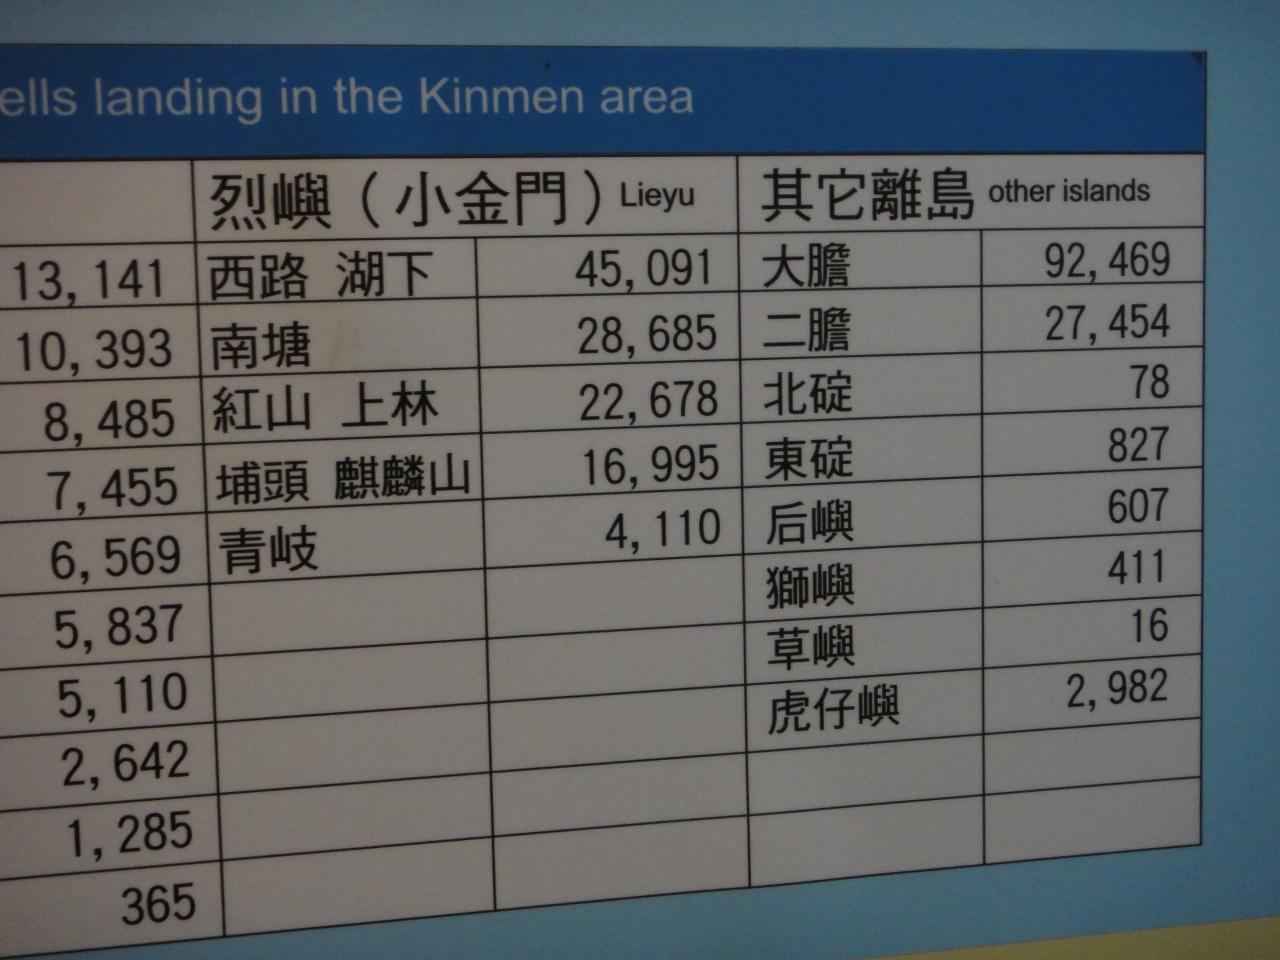 ells landing in the Kinmen area
烈嶼（小金門）Lieyu 其它離島 other islands
13,141 西路 湖下 45,091 大膽 92,469
10,393 南塘 28,685 二膽 27,454
8,485 紅山 上林 22,678 北碇 78
7,455 埔頭 麒麟山 16,995 東碇 827
6,569 青岐 4,110 后嶼 607
5,837 獅嶼 411
5,110 草嶼 16
2,642 虎仔嶼 2,982
1,285
365